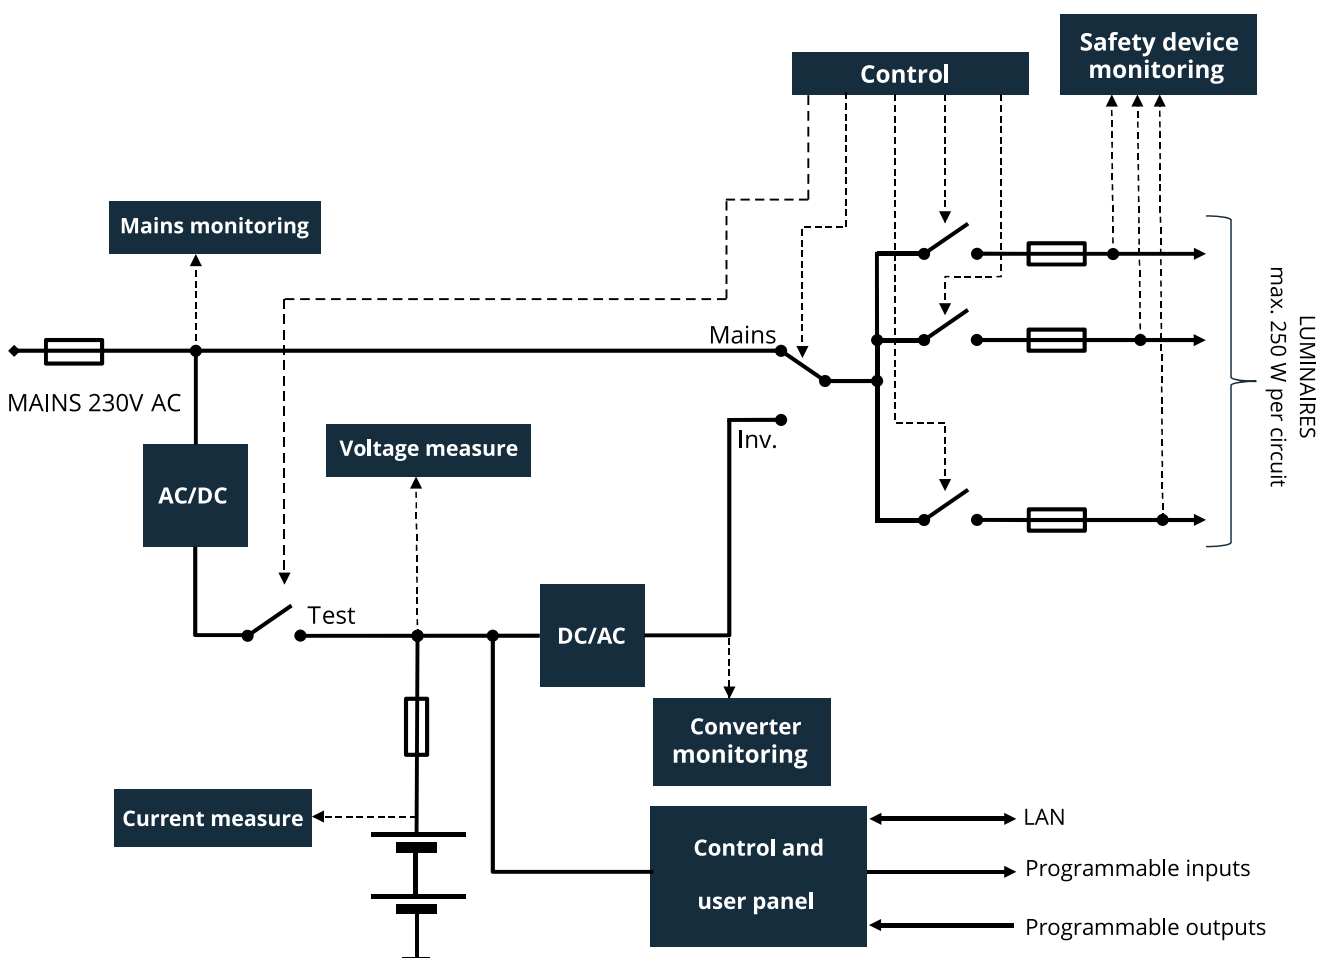 Safety device
monitoring
Control
Mains monitoring
LUMINAIRES
max. 250 W per circuit
Mains
MAINS 230V AC
Inv.
Voltage measure
AC/DC
Test
DC/AC
Converter
monitoring
Current measure
LAN
Control and
user panel
Programmable inputs
Programmable outputs